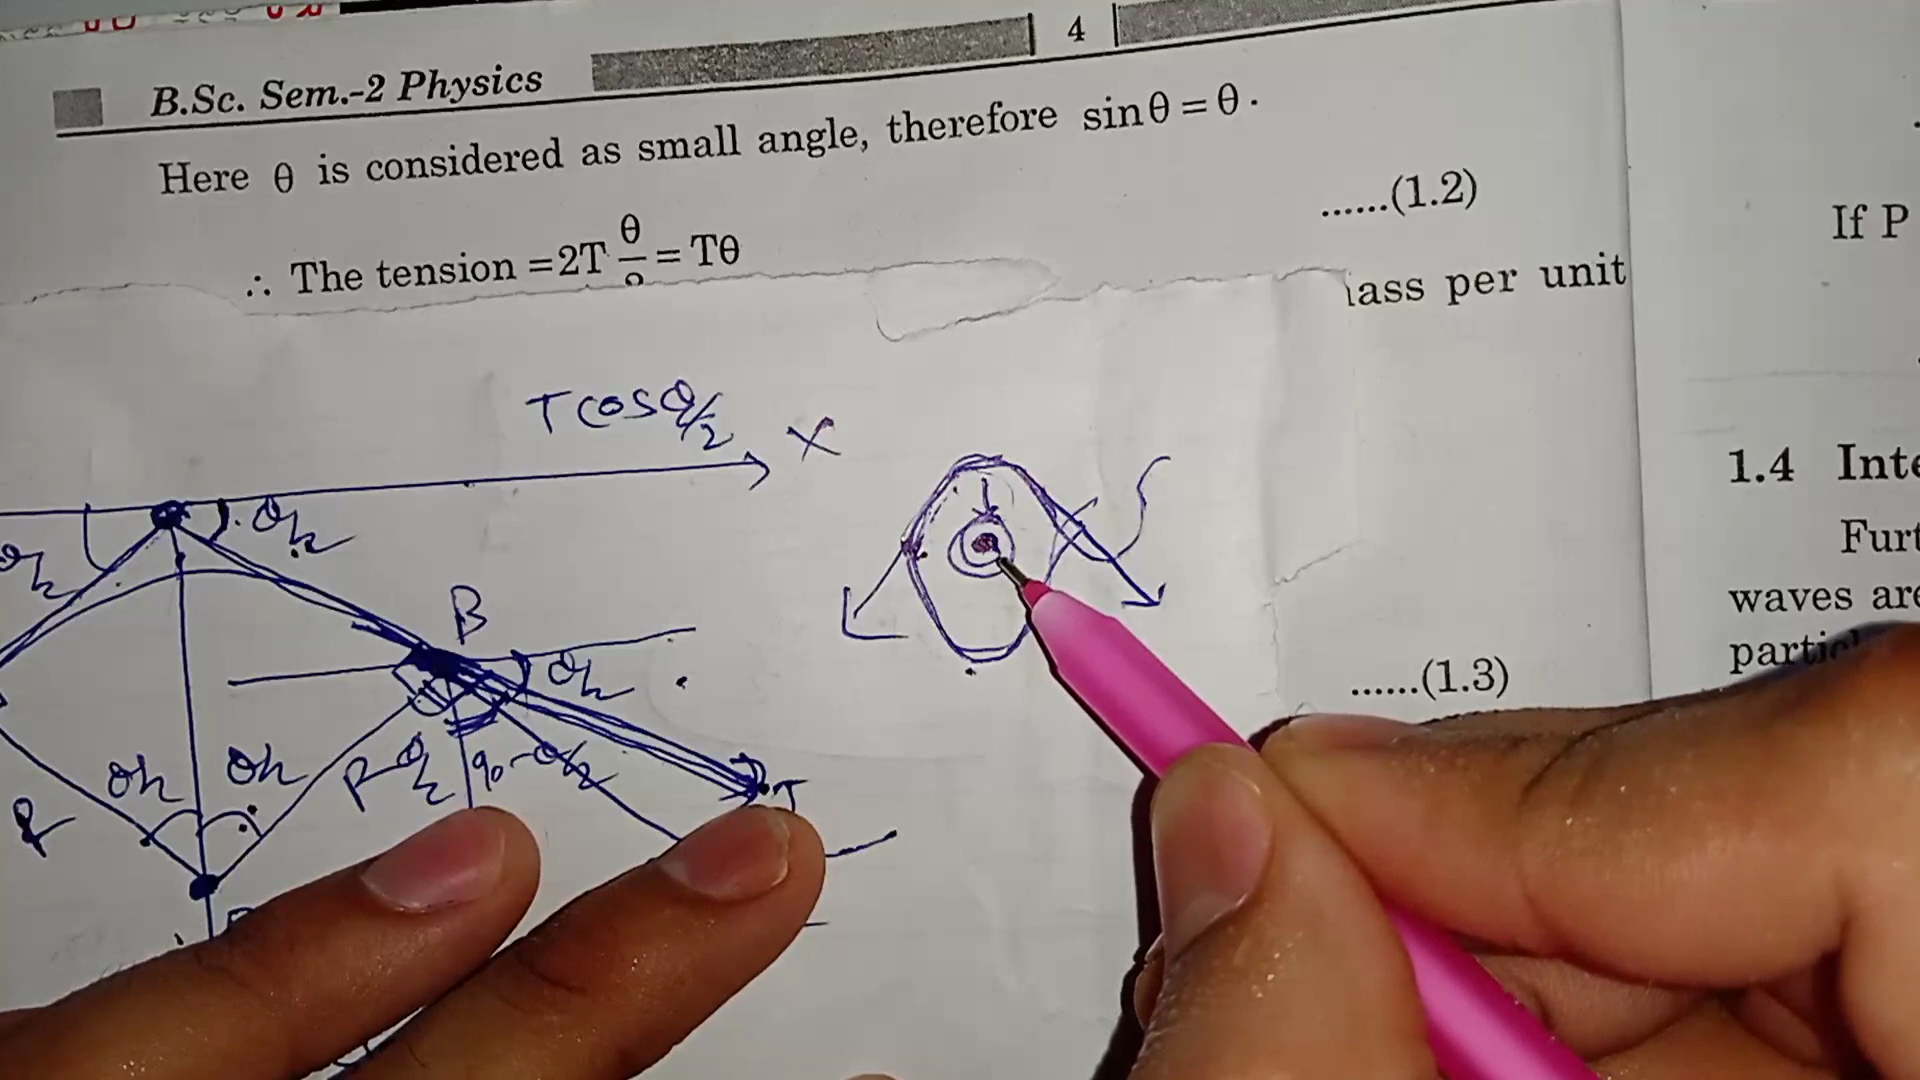 4
B.Sc. Sem.-2 Physics
Here θ is considered as small angle, therefore sinθ = θ.
......(1.2)
∴ The tension = 2T θ/ = Tθ
ass per unit
If P
T cos θ/2 X
θ/2
θ/2
B
θ/2
θ/2
θ/2
θ/2
90-θ/2
T
......(1.3)
1.4 Inte
Furt
waves are